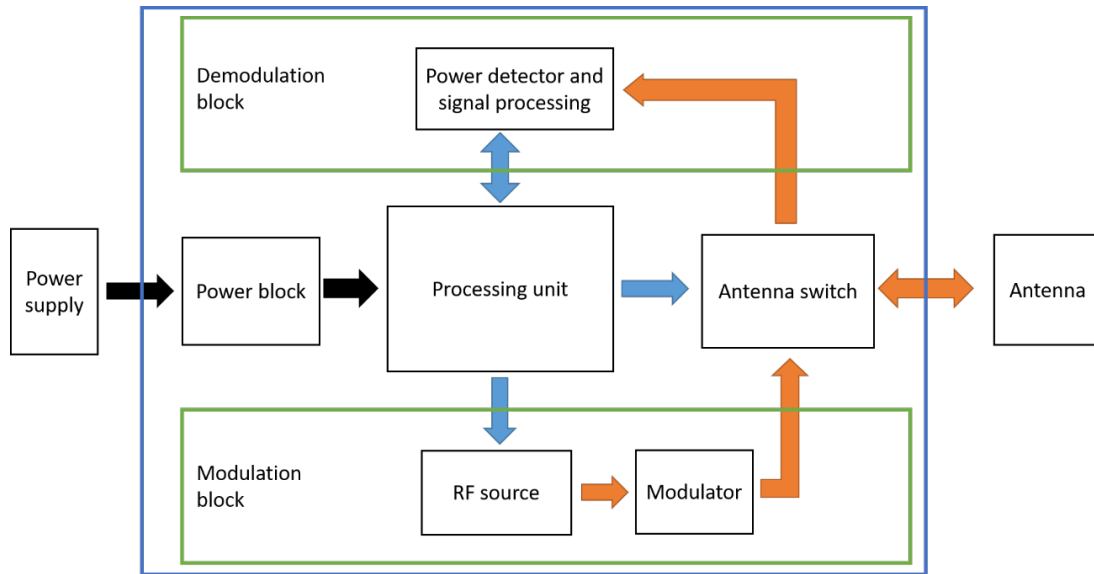 Demodulation
block
Power detector and
signal processing
Power
supply
Power block
Processing unit
Antenna switch
Antenna
Modulation
block
RF source
Modulator